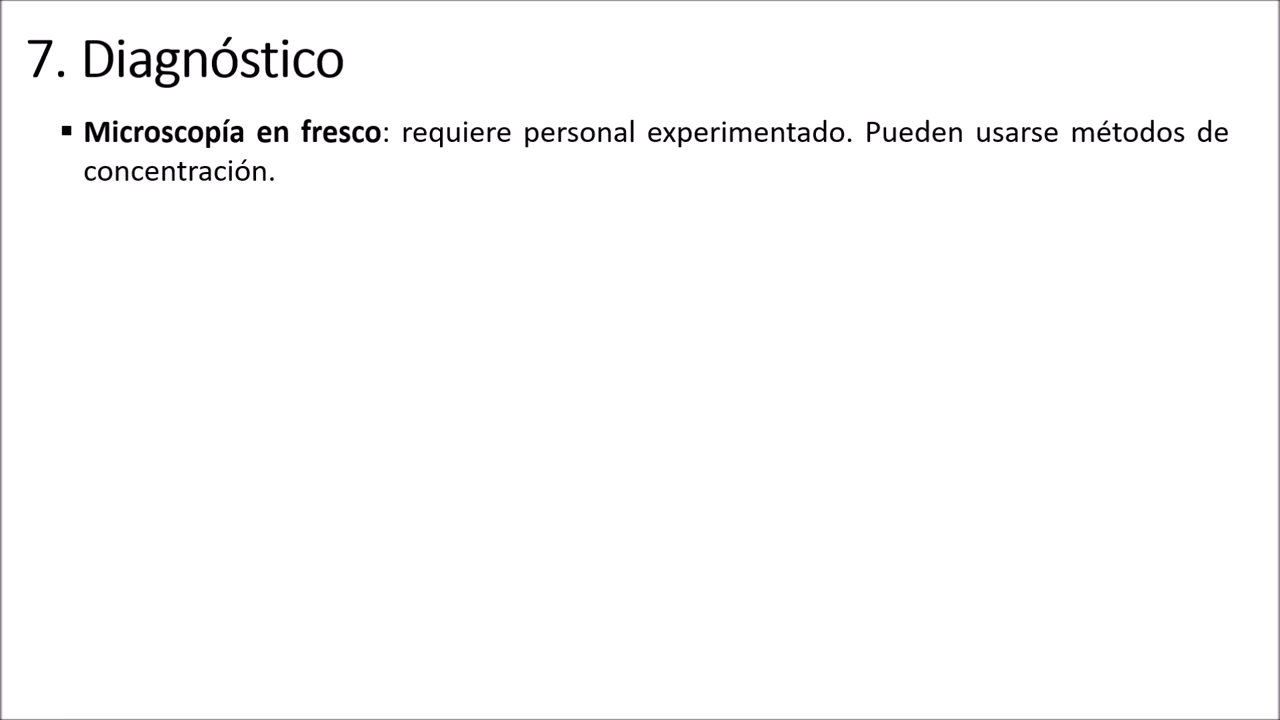 7. Diagnóstico
▪ Microscopía en fresco: requiere personal experimentado. Pueden usarse métodos de
concentración.